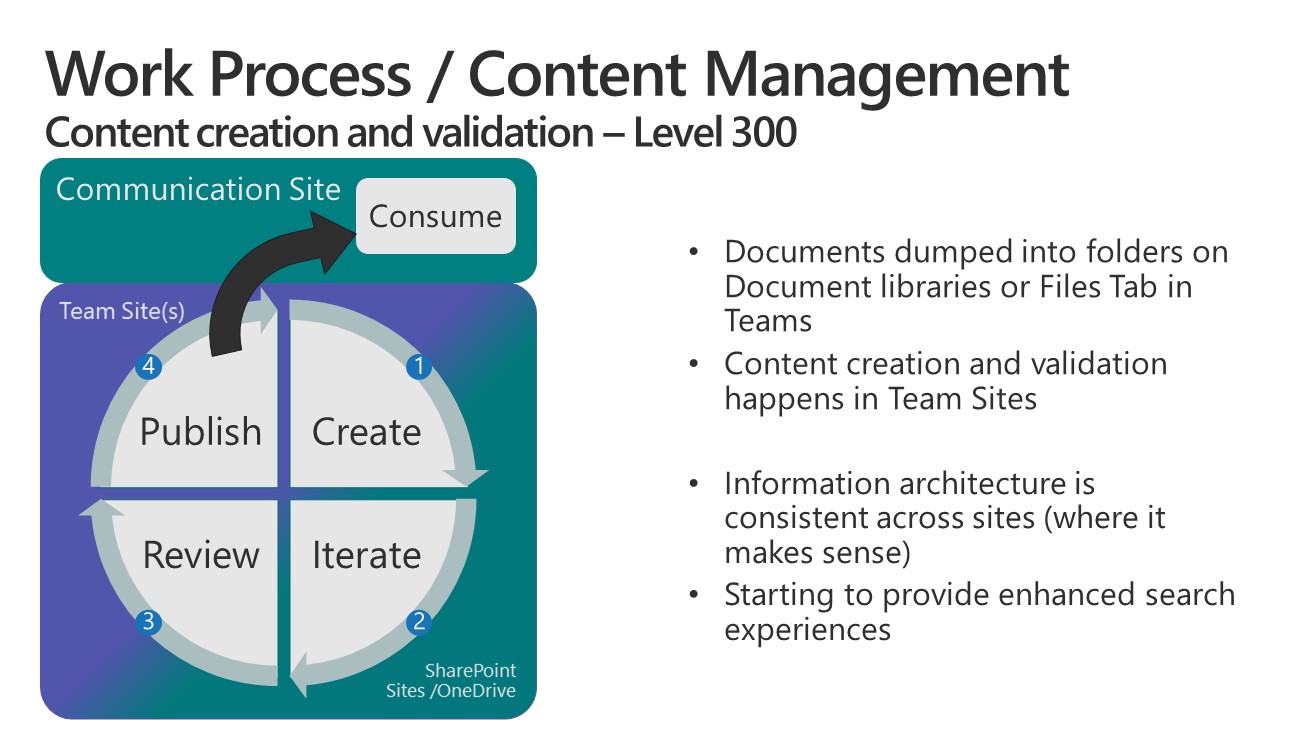 Work Process / Content Management
Content creation and validation – Level 300
Communication Site
Consume
Team Site(s)
4
1
Publish
Create
Review
Iterate
3
2
SharePoint
Sites /OneDrive
• Documents dumped into folders on
Document libraries or Files Tab in
Teams
• Content creation and validation
happens in Team Sites
• Information architecture is
consistent across sites (where it
makes sense)
• Starting to provide enhanced search
experiences